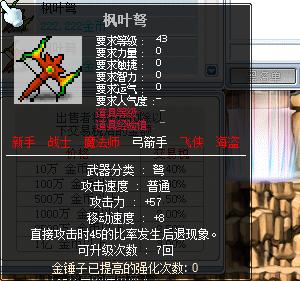 枫叶弩
要求等级 : 43
要求力量 : 0
要求敏捷 : 0
要求智力 : 0
要求运气 : 0
要求人气度 : -
道具等级
道具经验值
新手 战士 魔法师 弓箭手 飞侠 海盗
武器分类 : 弩
攻击速度 : 普通
攻击力 : +57
移动速度 : +8
直接攻击时45的比率发生后退现象。
可升级次数 : 7回
金锤子已提高的强化次数: 0